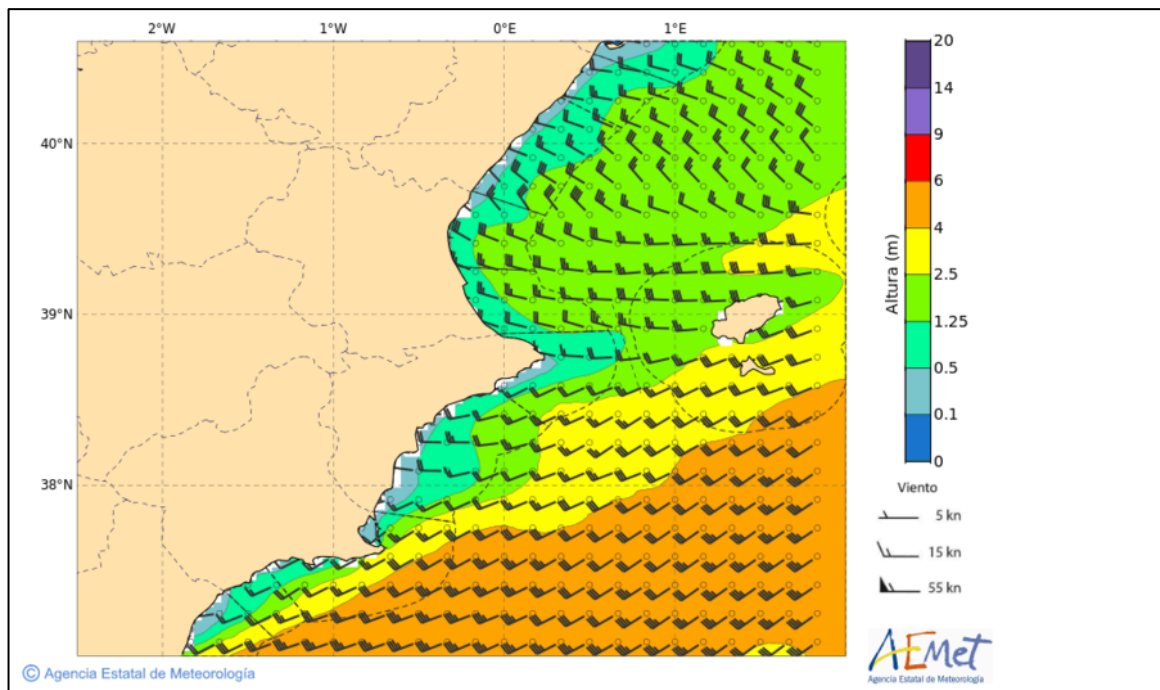 2°W 1°W 0°E 1°E
40°N
39°N
38°N
20
14
9
6
4
2.5
1.25
0.5
0.1
0
Altura (m)
Viento
5 kn
15 kn
55 kn
© Agencia Estatal de Meteorología
AEMet
Agencia Estatal de Meteorología